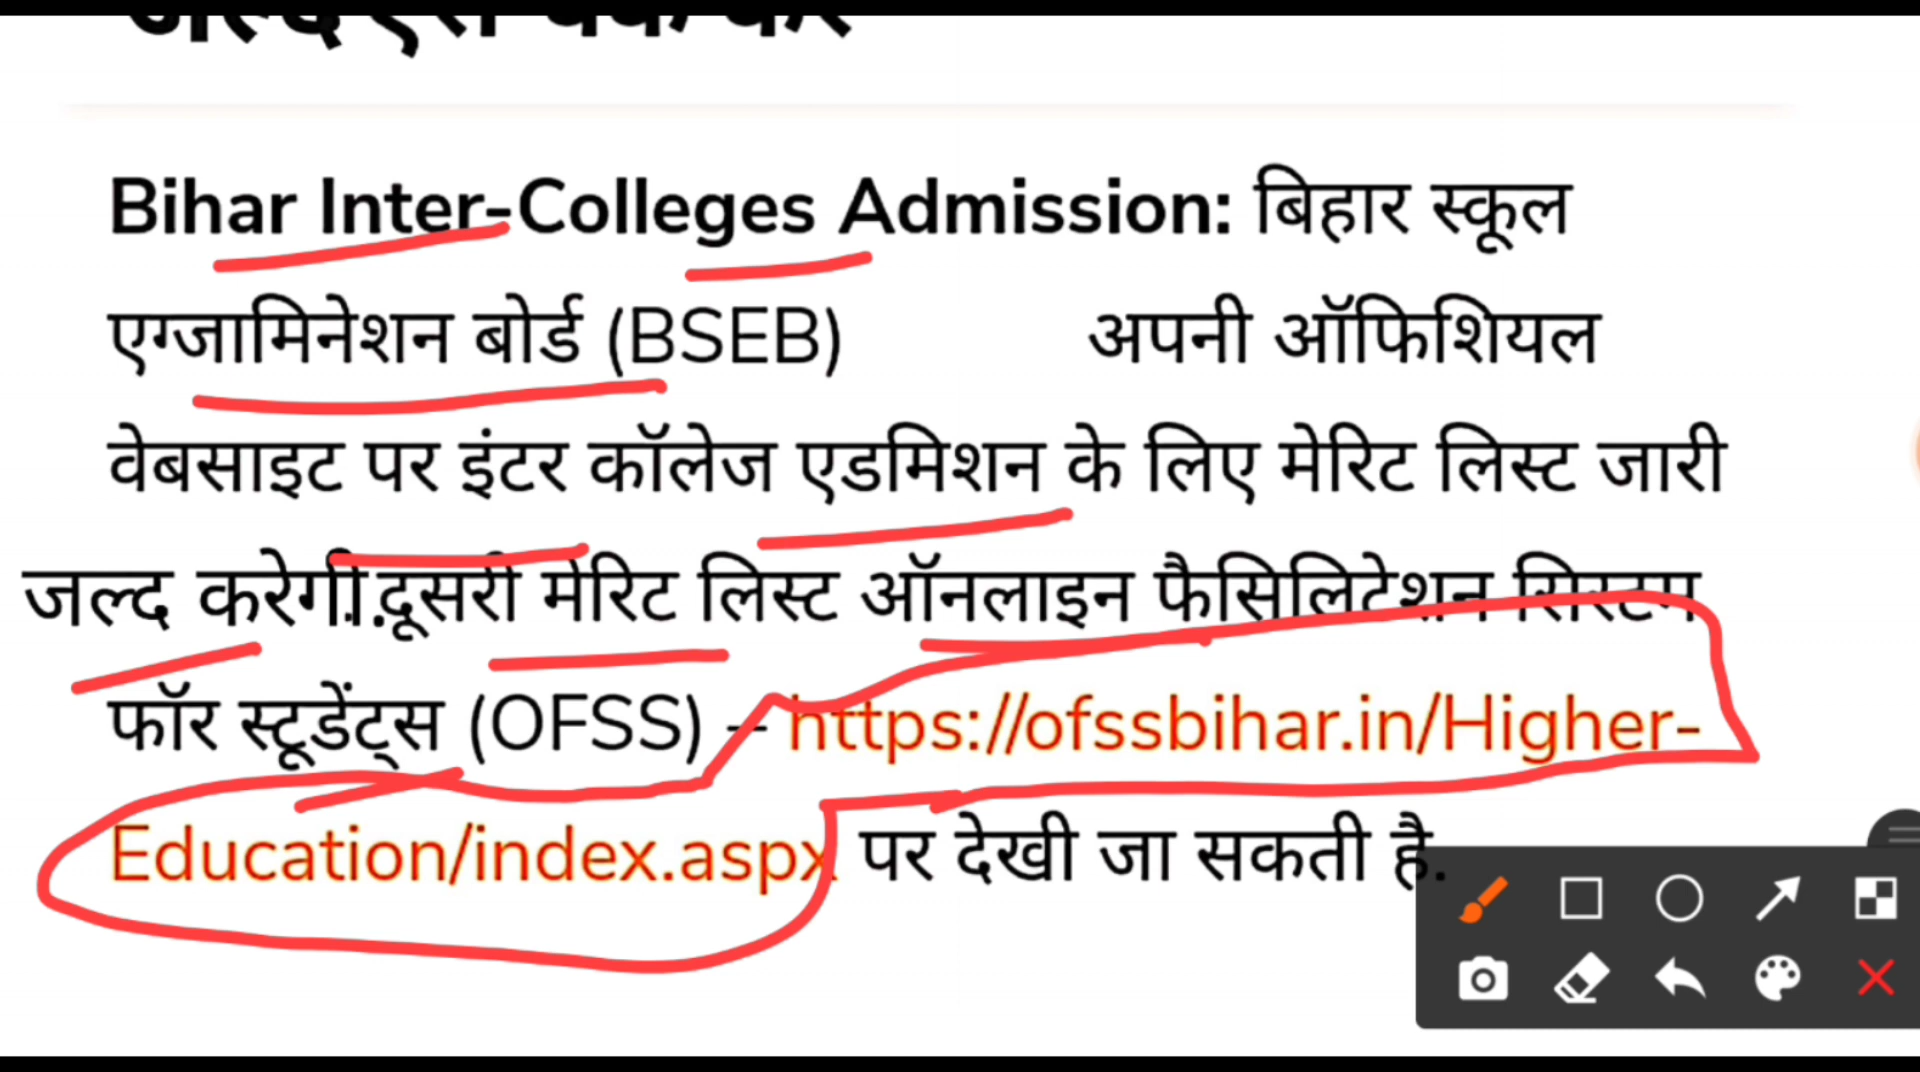 Bihar Inter-Colleges Admission: बिहार स्कूल
एग्जामिनेशन बोर्ड (BSEB) अपनी ऑफिशियल
वेबसाइट पर इंटर कॉलेज एडमिशन के लिए मेरिट लिस्ट जारी
जल्द करेगी.दूसरी मेरिट लिस्ट ऑनलाइन फैसिलिटेशन सिस्टम
फॉर स्टूडेंट्स (OFSS) – https://ofssbihar.in/Higher-
Education/index.aspx पर देखी जा सकती है.